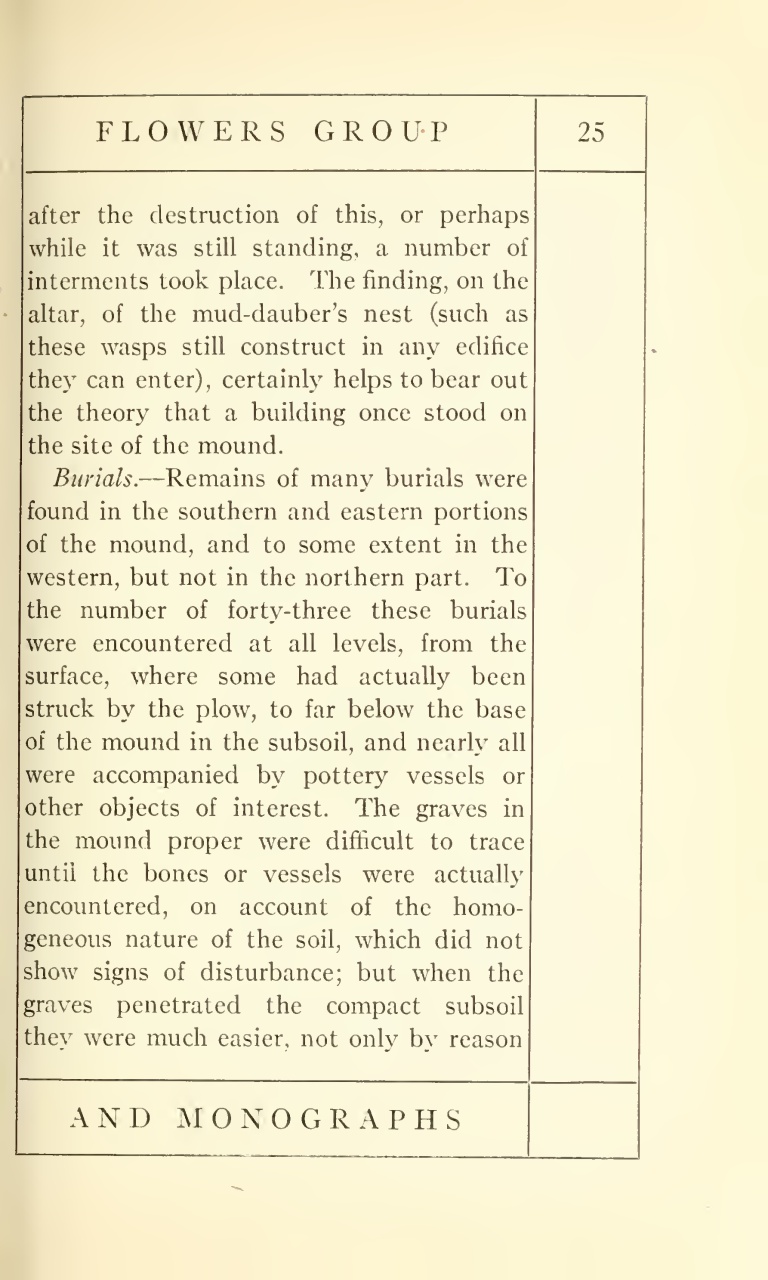 FLOWERS GROUP
25
after the destruction of this, or perhaps
while it was still standing, a number of
interments took place. The finding, on the
altar, of the mud-dauber's nest (such as
these wasps still construct in any edifice
they can enter), certainly helps to bear out
the theory that a building once stood on
the site of the mound.
Burials.—Remains of many burials were
found in the southern and eastern portions
of the mound, and to some extent in the
western, but not in the northern part. To
the number of forty-three these burials
were encountered at all levels, from the
surface, where some had actually been
struck by the plow, to far below the base
of the mound in the subsoil, and nearly all
were accompanied by pottery vessels or
other objects of interest. The graves in
the mound proper were difficult to trace
until the bones or vessels were actually
encountered, on account of the homo-
geneous nature of the soil, which did not
show signs of disturbance; but when the
graves penetrated the compact subsoil
they were much easier, not only by reason
AND MONOGRAPHS